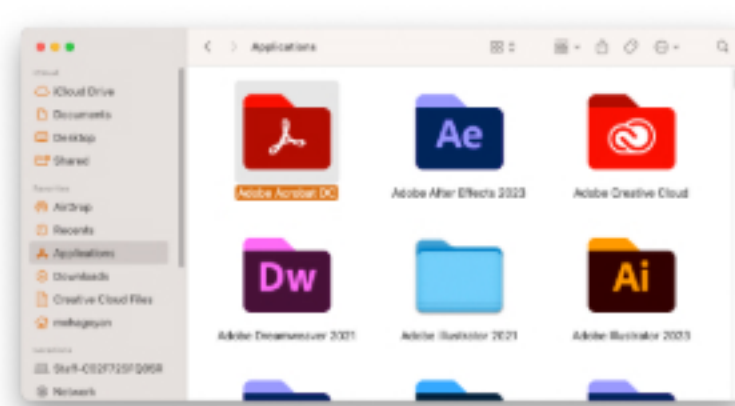 Applications
iCloud
iCloud Drive
Documents
Desktop
Shared
Favorites
AirDrop
Recents
Applications
Downloads
Creative Cloud Files
Locations
Network
Ae
Adobe Acrobat DC
Adobe After Effects 2023
Adobe Creative Cloud
Dw
Ai
Adobe Dreamweaver 2021
Adobe Illustrator 2021
Adobe Illustrator 2023